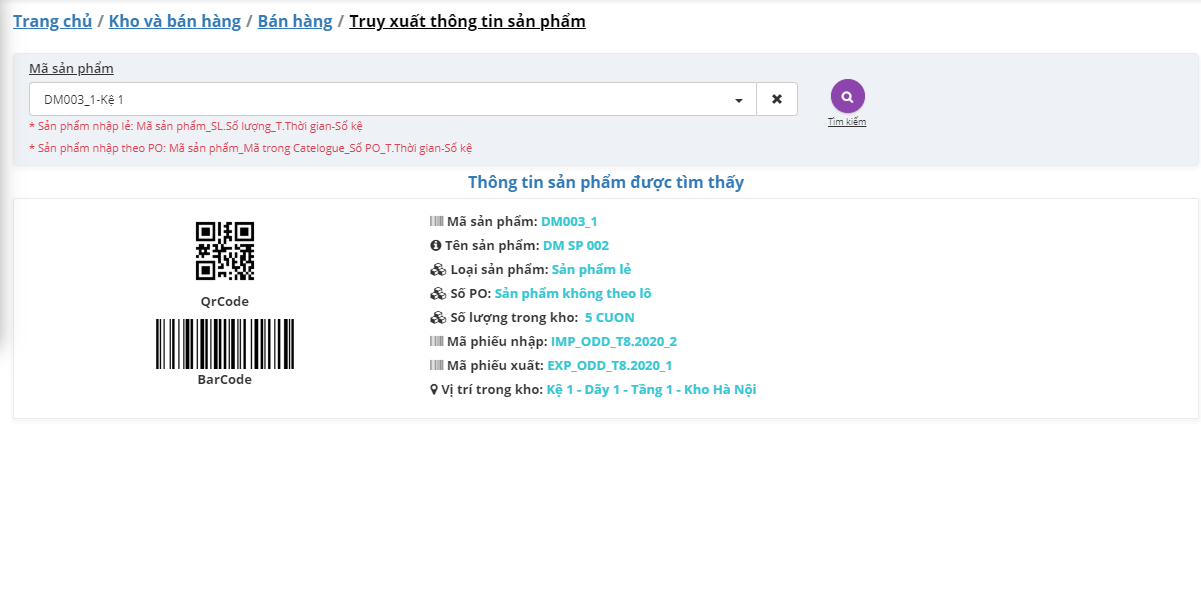 Trang chủ / Kho và bán hàng / Bán hàng / Truy xuất thông tin sản phẩm
Mã sản phẩm
DM003_1-Kệ 1
Tìm kiếm
* Sản phẩm nhập lẻ: Mã sản phẩm_SL.Số lượng_T.Thời gian-Số kệ
* Sản phẩm nhập theo PO: Mã sản phẩm_Mã trong Catelogue_Số PO_T.Thời gian-Số kệ
Thông tin sản phẩm được tìm thấy
QrCode
BarCode
Mã sản phẩm: DM003_1
Tên sản phẩm: DM SP 002
Loại sản phẩm: Sản phẩm lẻ
Số PO: Sản phẩm không theo lô
Số lượng trong kho: 5 CUON
Mã phiếu nhập: IMP_ODD_T8.2020_2
Mã phiếu xuất: EXP_ODD_T8.2020_1
Vị trí trong kho: Kệ 1 - Dãy 1 - Tầng 1 - Kho Hà Nội